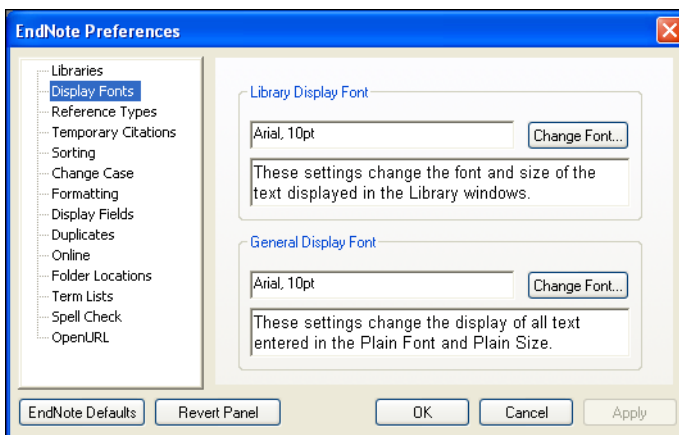 EndNote Preferences
Libraries
Display Fonts
Reference Types
Temporary Citations
Sorting
Change Case
Formatting
Display Fields
Duplicates
Online
Folder Locations
Term Lists
Spell Check
OpenURL
Library Display Font
Arial, 10pt
Change Font...
These settings change the font and size of the
text displayed in the Library windows.
General Display Font
Arial, 10pt
Change Font...
These settings change the display of all text
entered in the Plain Font and Plain Size.
EndNote Defaults
Revert Panel
OK
Cancel
Apply